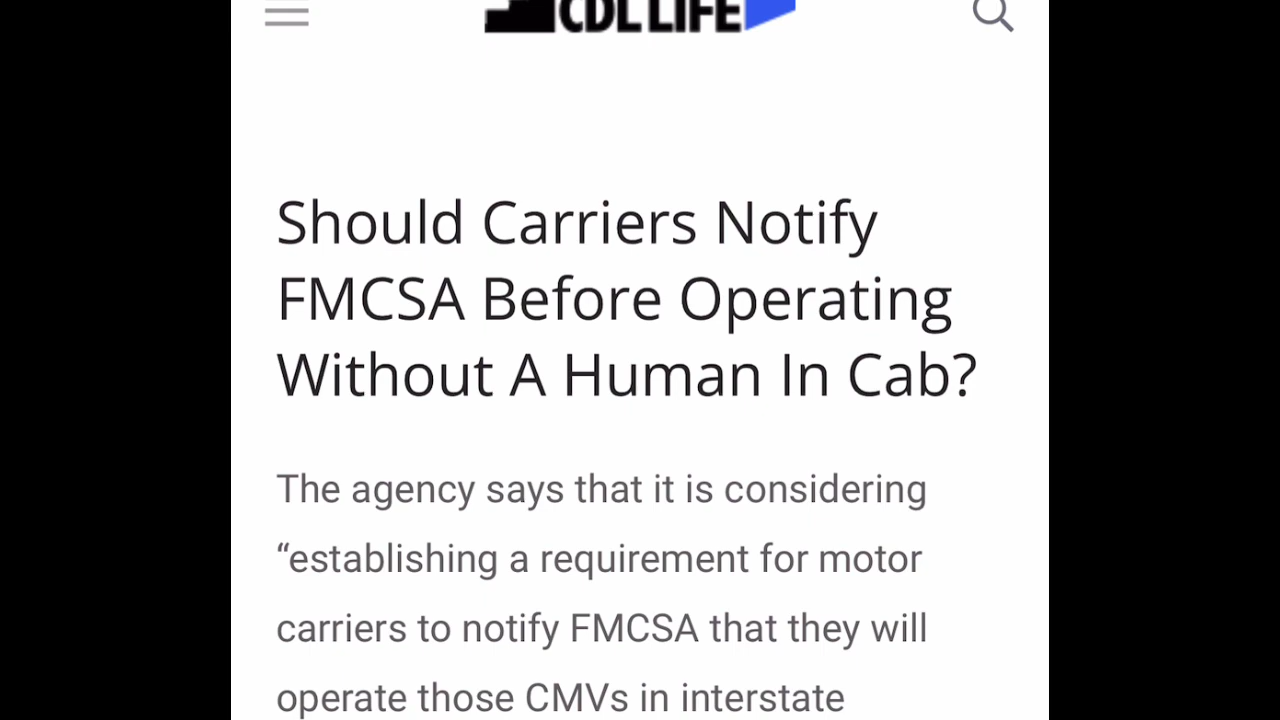 CDL LIFE
Should Carriers Notify
FMCSA Before Operating
Without A Human In Cab?
The agency says that it is considering
“establishing a requirement for motor
carriers to notify FMCSA that they will
operate those CMVs in interstate